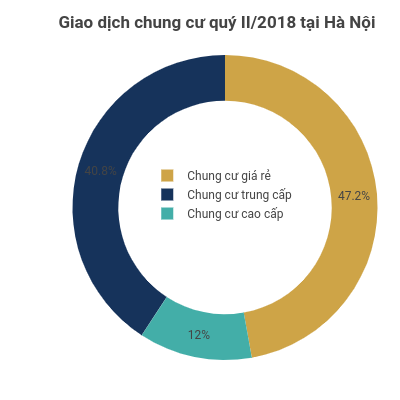 Giao dịch chung cư quý II/2018 tại Hà Nội
40.8%
Chung cư giá rẻ
Chung cư trung cấp
Chung cư cao cấp
47.2%
12%